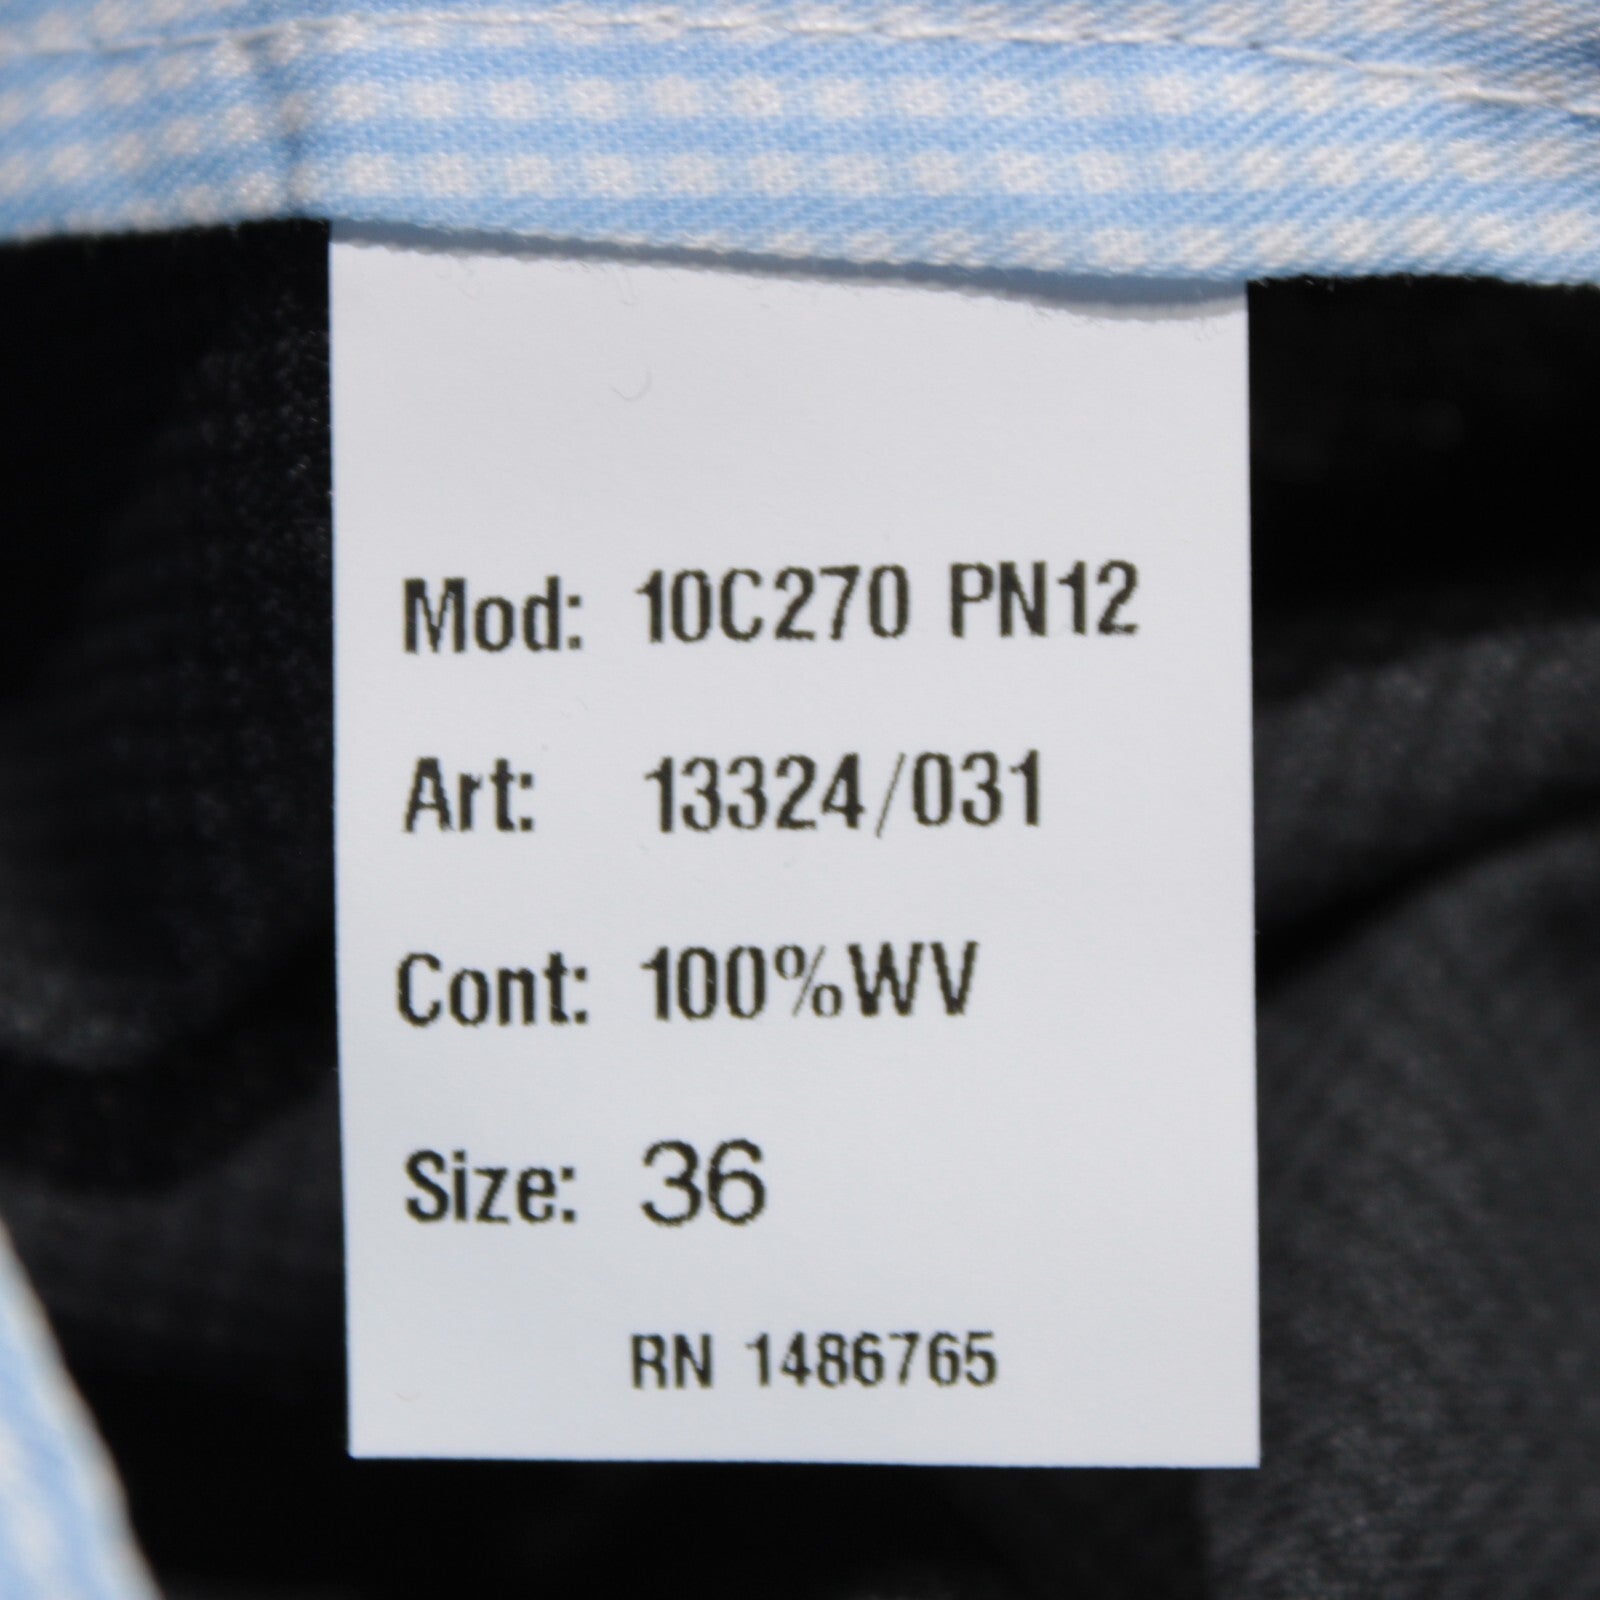 Mod: 10C270 PN12
Art: 13324/031
Cont: 100%WV
Size: 36
RN 1486765